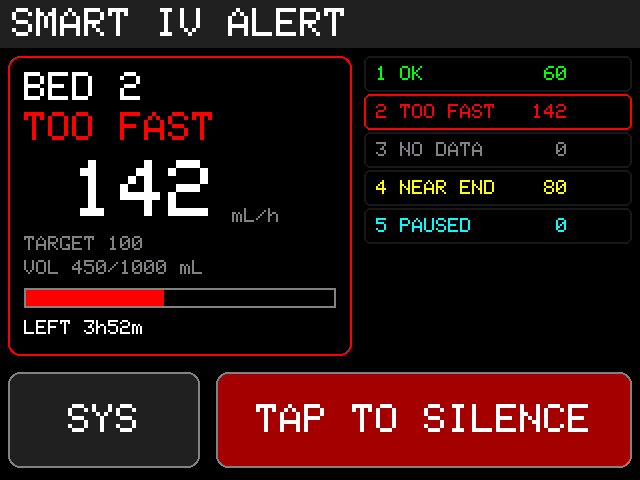 SMART IV ALERT
BED 2
TOO FAST
142 mL/h
TARGET 100
VOL 450/1000 mL
LEFT 3h52m
1 OK 60
2 TOO FAST 142
3 NO DATA 0
4 NEAR END 80
5 PAUSED 0
SYS
TAP TO SILENCE